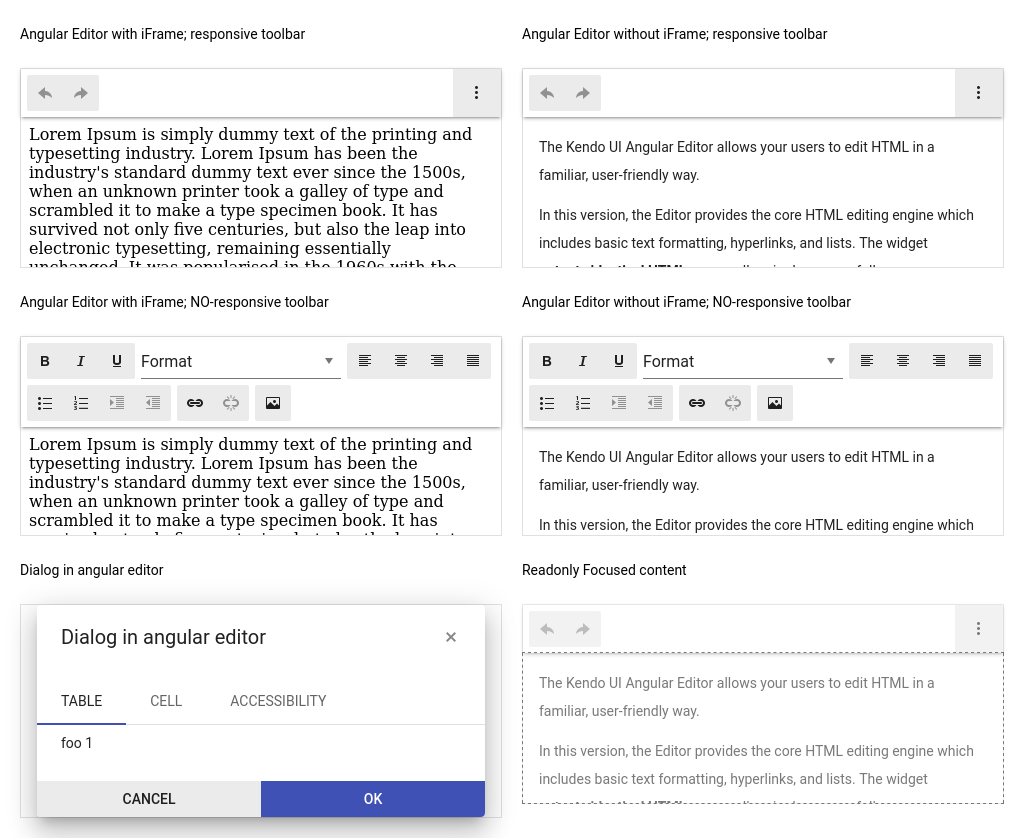 Angular Editor with iFrame; responsive toolbar
Lorem Ipsum is simply dummy text of the printing and
typesetting industry. Lorem Ipsum has been the
industry's standard dummy text ever since the 1500s,
when an unknown printer took a galley of type and
scrambled it to make a type specimen book. It has
survived not only five centuries, but also the leap into
electronic typesetting, remaining essentially
unchanged. It was popularised in the 1960s with the
Angular Editor without iFrame; responsive toolbar
The Kendo UI Angular Editor allows your users to edit HTML in a
familiar, user-friendly way.
In this version, the Editor provides the core HTML editing engine which
includes basic text formatting, hyperlinks, and lists. The widget
Angular Editor with iFrame; NO-responsive toolbar
B I U Format
Lorem Ipsum is simply dummy text of the printing and
typesetting industry. Lorem Ipsum has been the
industry's standard dummy text ever since the 1500s,
when an unknown printer took a galley of type and
scrambled it to make a type specimen book. It has
Angular Editor without iFrame; NO-responsive toolbar
B I U Format
The Kendo UI Angular Editor allows your users to edit HTML in a
familiar, user-friendly way.
In this version, the Editor provides the core HTML editing engine which
Dialog in angular editor
Dialog in angular editor
TABLE CELL ACCESSIBILITY
foo 1
CANCEL OK
Readonly Focused content
The Kendo UI Angular Editor allows your users to edit HTML in a
familiar, user-friendly way.
In this version, the Editor provides the core HTML editing engine which
includes basic text formatting, hyperlinks, and lists. The widget